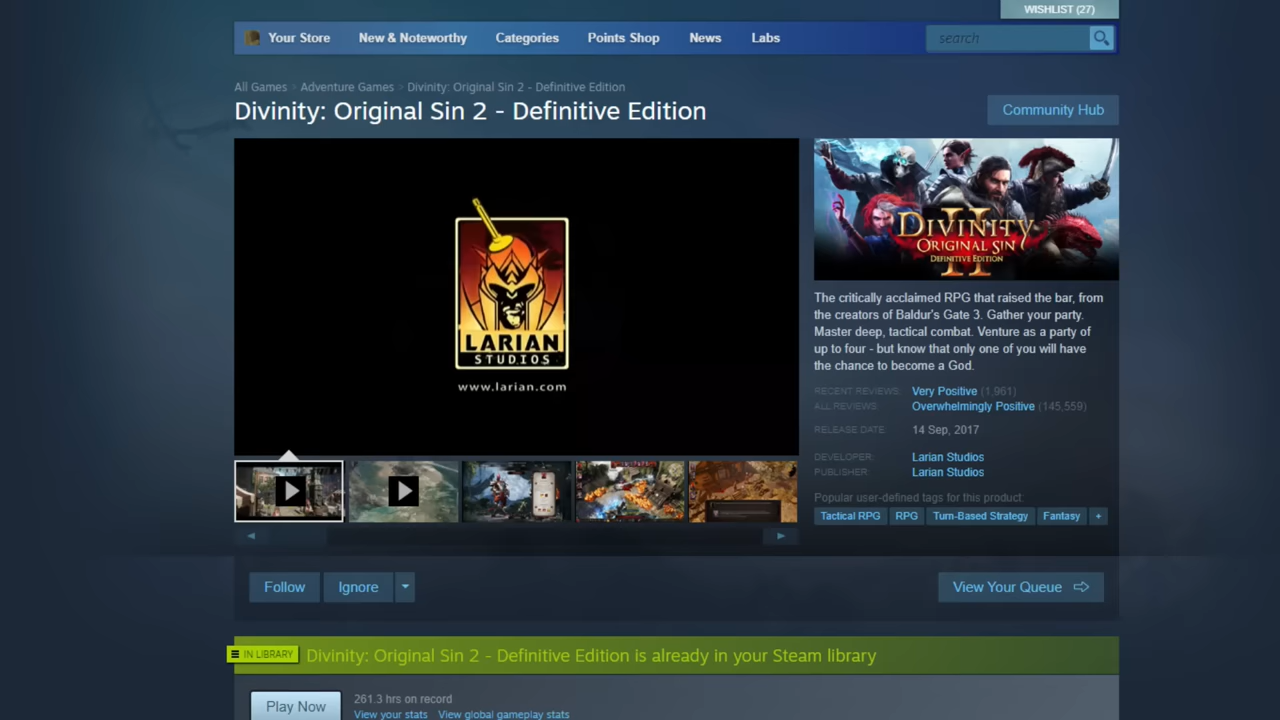 WISHLIST (27)
Your Store New & Noteworthy Categories Points Shop News Labs search
All Games > Adventure Games > Divinity: Original Sin 2 - Definitive Edition
Divinity: Original Sin 2 - Definitive Edition
Community Hub
LARIAN
STUDIOS
www.larian.com
DIVINITY
II
ORIGINAL SIN
DEFINITIVE EDITION
The critically acclaimed RPG that raised the bar, from
the creators of Baldur's Gate 3. Gather your party.
Master deep, tactical combat. Venture as a party of
up to four - but know that only one of you will have
the chance to become a God.
RECENT REVIEWS: Very Positive (1,961)
ALL REVIEWS: Overwhelmingly Positive (145,559)
RELEASE DATE: 14 Sep, 2017
DEVELOPER: Larian Studios
PUBLISHER: Larian Studios
Popular user-defined tags for this product:
Tactical RPG RPG Turn-Based Strategy Fantasy +
Follow Ignore View Your Queue
IN LIBRARY Divinity: Original Sin 2 - Definitive Edition is already in your Steam library
Play Now 261.3 hrs on record
View your stats View global gameplay stats